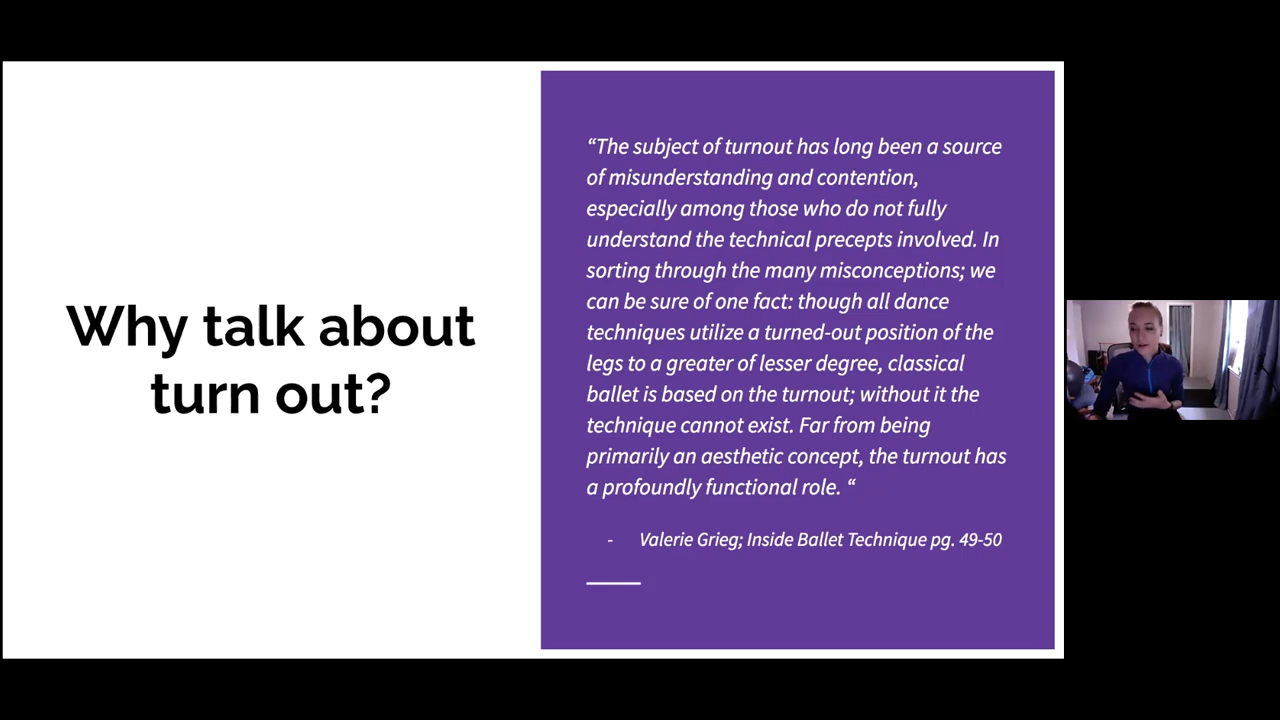 Why talk about
turn out?
“The subject of turnout has long been a source
of misunderstanding and contention,
especially among those who do not fully
understand the technical precepts involved. In
sorting through the many misconceptions; we
can be sure of one fact: though all dance
techniques utilize a turned-out position of the
legs to a greater of lesser degree, classical
ballet is based on the turnout; without it the
technique cannot exist. Far from being
primarily an aesthetic concept, the turnout has
a profoundly functional role. “
- Valerie Grieg; Inside Ballet Technique pg. 49-50